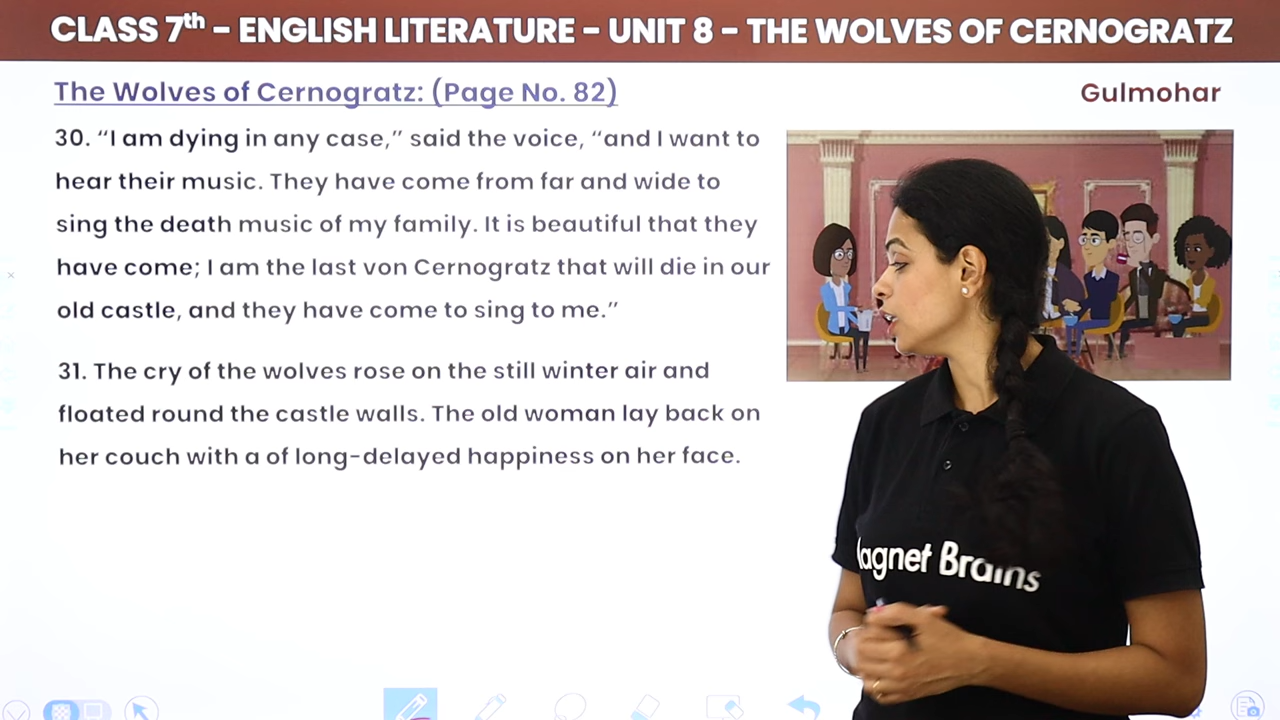 CLASS 7th - ENGLISH LITERATURE - UNIT 8 - THE WOLVES OF CERNOGRATZ
The Wolves of Cernogratz: (Page No. 82)
Gulmohar
30. “I am dying in any case,” said the voice, “and I want to
hear their music. They have come from far and wide to
sing the death music of my family. It is beautiful that they
have come; I am the last von Cernogratz that will die in our
old castle, and they have come to sing to me.”
31. The cry of the wolves rose on the still winter air and
floated round the castle walls. The old woman lay back on
her couch with a of long-delayed happiness on her face.
agnet Brains